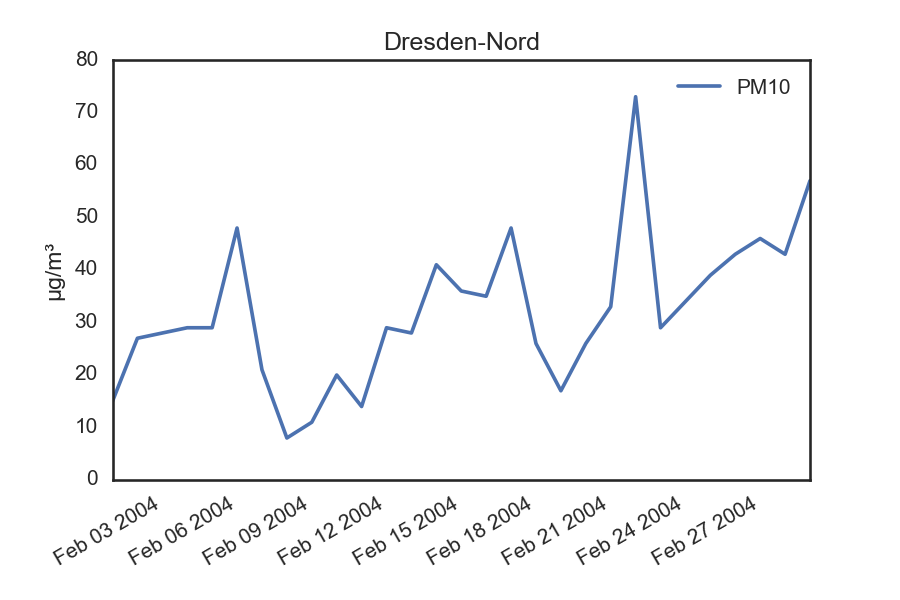 Dresden-Nord
80
70
60
50
40
30
20
10
0
µg/m³
PM10
Feb 03 2004
Feb 06 2004
Feb 09 2004
Feb 12 2004
Feb 15 2004
Feb 18 2004
Feb 21 2004
Feb 24 2004
Feb 27 2004